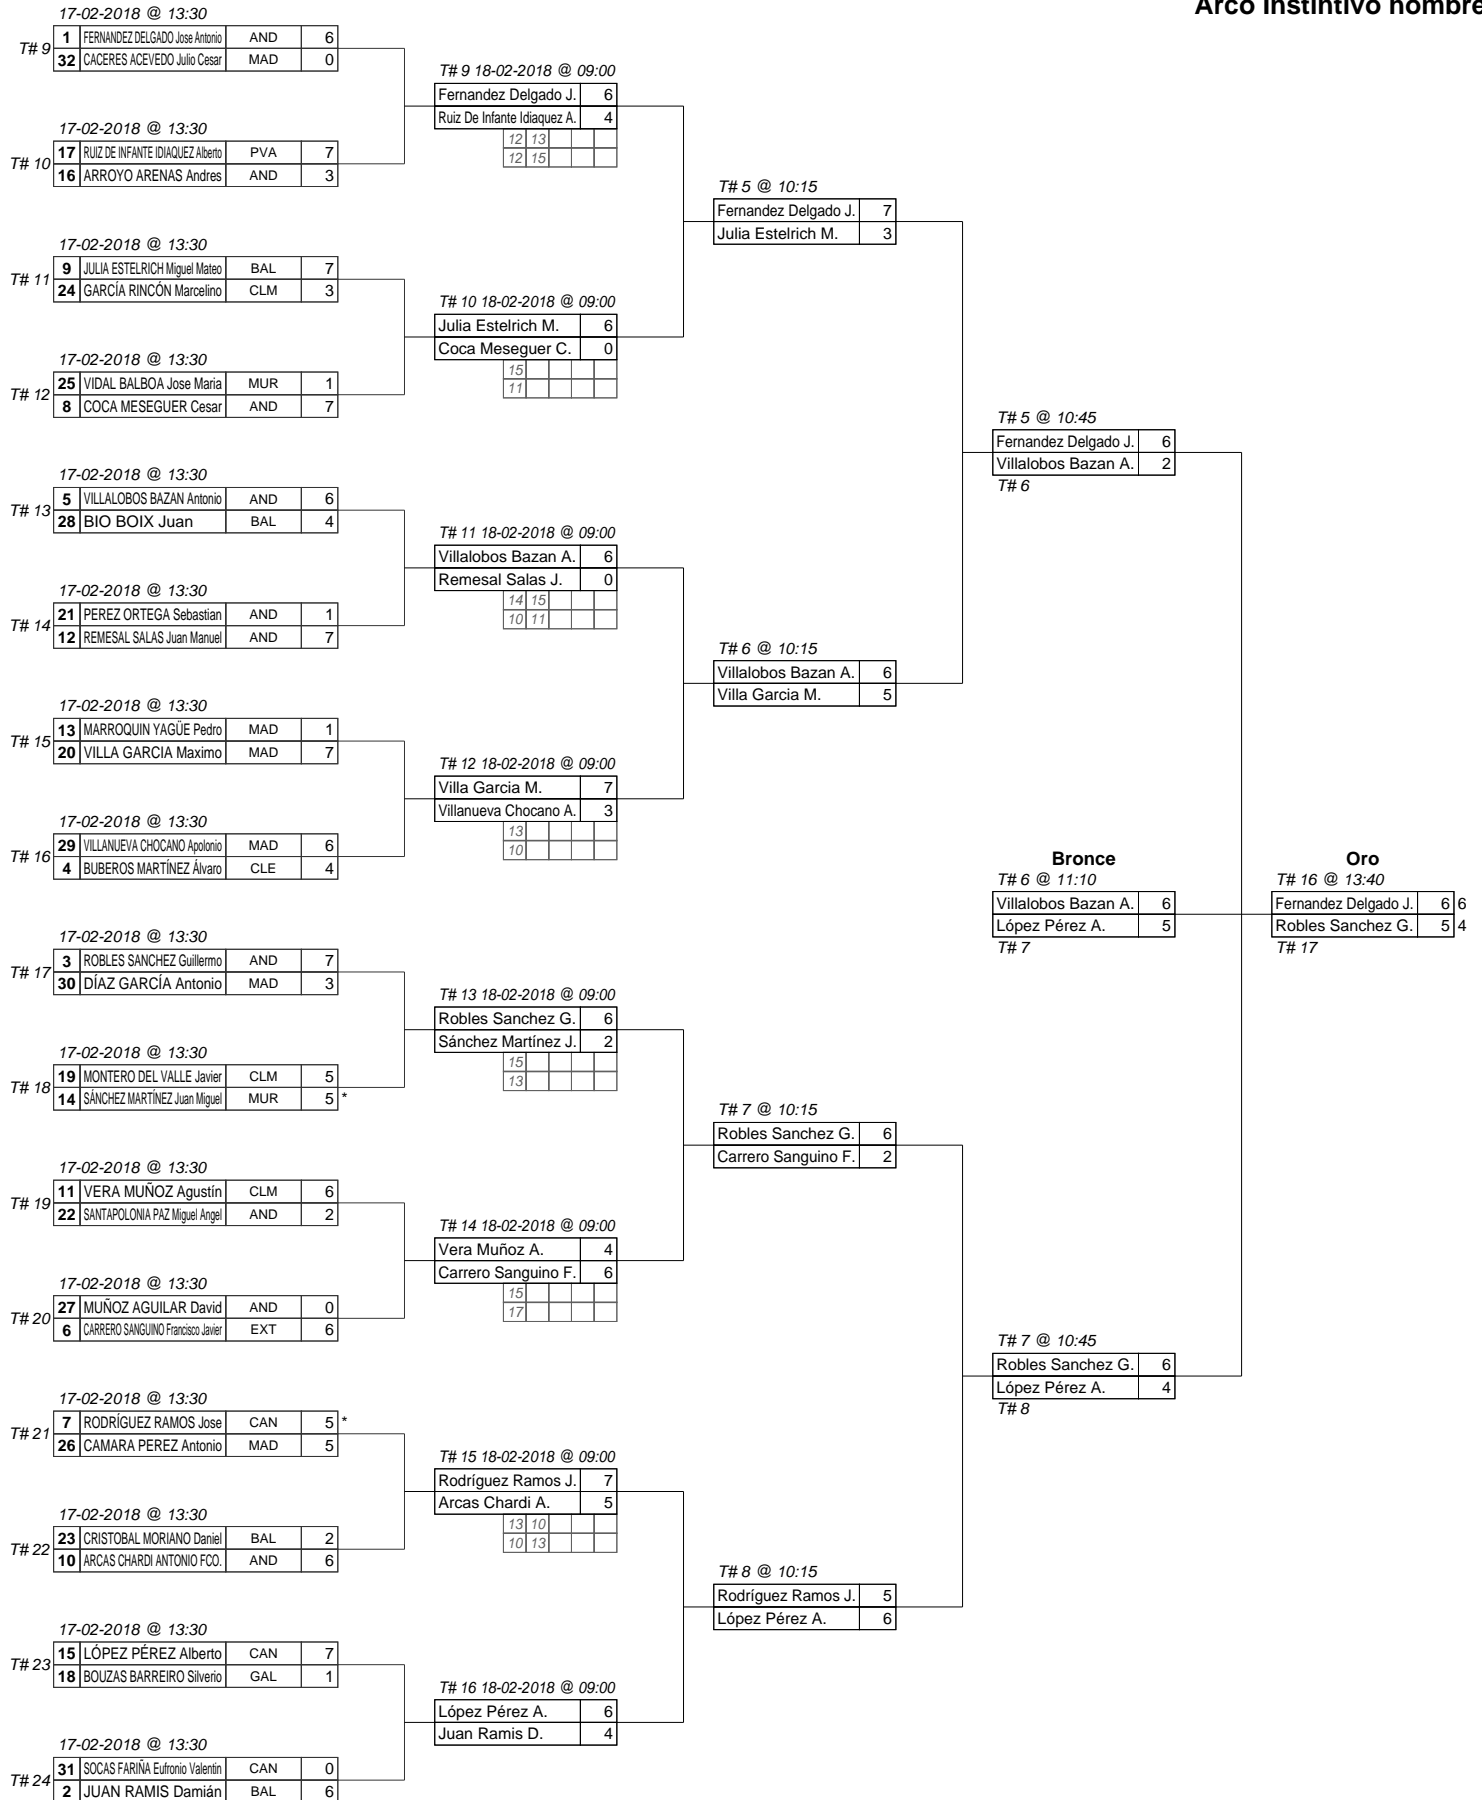 Arco Instintivo hombre
17-02-2018 @ 13:30
T# 9
1 FERNANDEZ DELGADO Jose Antonio AND 6
32 CACERES ACEVEDO Julio Cesar MAD 0
17-02-2018 @ 13:30
T# 10
17 RUIZ DE INFANTE IDIAQUEZ Alberto PVA 7
16 ARROYO ARENAS Andres AND 3
17-02-2018 @ 13:30
T# 11
9 JULIA ESTELRICH Miguel Mateo BAL 7
24 GARCÍA RINCÓN Marcelino CLM 3
17-02-2018 @ 13:30
T# 12
25 VIDAL BALBOA Jose Maria MUR 1
8 COCA MESEGUER Cesar AND 7
17-02-2018 @ 13:30
T# 13
5 VILLALOBOS BAZAN Antonio AND 6
28 BIO BOIX Juan BAL 4
17-02-2018 @ 13:30
T# 14
21 PEREZ ORTEGA Sebastian AND 1
12 REMESAL SALAS Juan Manuel AND 7
17-02-2018 @ 13:30
T# 15
13 MARROQUIN YAGÜE Pedro MAD 1
20 VILLA GARCIA Maximo MAD 7
17-02-2018 @ 13:30
T# 16
29 VILLANUEVA CHOCANO Apolonio MAD 6
4 BUBEROS MARTÍNEZ Álvaro CLE 4
17-02-2018 @ 13:30
T# 17
3 ROBLES SANCHEZ Guillermo AND 7
30 DÍAZ GARCÍA Antonio MAD 3
17-02-2018 @ 13:30
T# 18
19 MONTERO DEL VALLE Javier CLM 5
14 SÁNCHEZ MARTÍNEZ Juan Miguel MUR 5 *
17-02-2018 @ 13:30
T# 19
11 VERA MUÑOZ Agustín CLM 6
22 SANTAPOLONIA PAZ Miguel Angel AND 2
17-02-2018 @ 13:30
T# 20
27 MUÑOZ AGUILAR David AND 0
6 CARRERO SANGUINO Francisco Javier EXT 6
17-02-2018 @ 13:30
T# 21
7 RODRÍGUEZ RAMOS Jose CAN 5 *
26 CAMARA PEREZ Antonio MAD 5
17-02-2018 @ 13:30
T# 22
23 CRISTOBAL MORIANO Daniel BAL 2
10 ARCAS CHARDI ANTONIO FCO. AND 6
17-02-2018 @ 13:30
T# 23
15 LÓPEZ PÉREZ Alberto CAN 7
18 BOUZAS BARREIRO Silverio GAL 1
17-02-2018 @ 13:30
T# 24
31 SOCAS FARIÑA Eufronio Valentin CAN 0
2 JUAN RAMIS Damián BAL 6
T# 9 18-02-2018 @ 09:00
Fernandez Delgado J. 6
Ruiz De Infante Idiaquez A. 4
12 13
12 15
T# 10 18-02-2018 @ 09:00
Julia Estelrich M. 6
Coca Meseguer C. 0
15
11
T# 11 18-02-2018 @ 09:00
Villalobos Bazan A. 6
Remesal Salas J. 0
14 15
10 11
T# 12 18-02-2018 @ 09:00
Villa Garcia M. 7
Villanueva Chocano A. 3
13
10
T# 13 18-02-2018 @ 09:00
Robles Sanchez G. 6
Sánchez Martínez J. 2
15
13
T# 14 18-02-2018 @ 09:00
Vera Muñoz A. 4
Carrero Sanguino F. 6
15
17
T# 15 18-02-2018 @ 09:00
Rodríguez Ramos J. 7
Arcas Chardi A. 5
13 10
10 13
T# 16 18-02-2018 @ 09:00
López Pérez A. 6
Juan Ramis D. 4
T# 5 @ 10:15
Fernandez Delgado J. 7
Julia Estelrich M. 3
T# 6 @ 10:15
Villalobos Bazan A. 6
Villa Garcia M. 5
T# 7 @ 10:15
Robles Sanchez G. 6
Carrero Sanguino F. 2
T# 8 @ 10:15
Rodríguez Ramos J. 5
López Pérez A. 6
T# 5 @ 10:45
Fernandez Delgado J. 6
Villalobos Bazan A. 2
T# 6
Bronce
T# 6 @ 11:10
Villalobos Bazan A. 6
López Pérez A. 5
T# 7
T# 7 @ 10:45
Robles Sanchez G. 6
López Pérez A. 4
T# 8
Oro
T# 16 @ 13:40
Fernandez Delgado J. 6 6
Robles Sanchez G. 5 4
T# 17